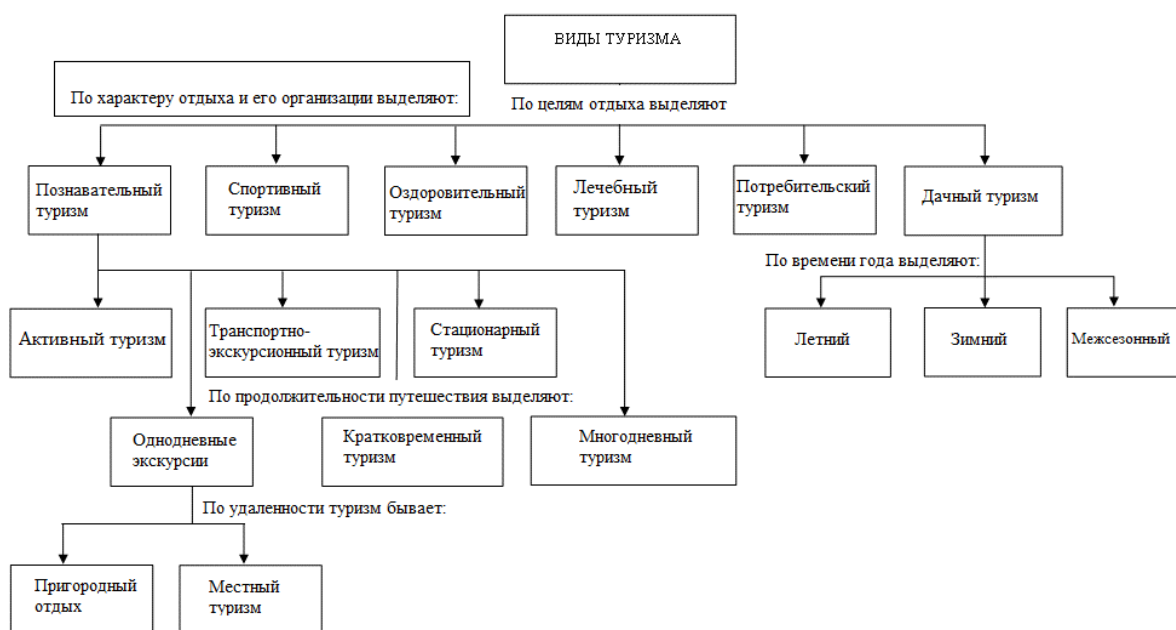 ВИДЫ ТУРИЗМА
По характеру отдыха и его организации выделяют:
По целям отдыха выделяют
Познавательный
туризм
Спортивный
туризм
Оздоровительный
туризм
Лечебный
туризм
Потребительский
туризм
Дачный туризм
По времени года выделяют:
Активный туризм
Транспортно-
экскурсионный туризм
Стационарный
туризм
Летний
Зимний
Межсезонный
По продолжительности путешествия выделяют:
Однодневные
экскурсии
Кратковременный
туризм
Многодневный
туризм
По удаленности туризм бывает:
Пригородный
отдых
Местный
туризм